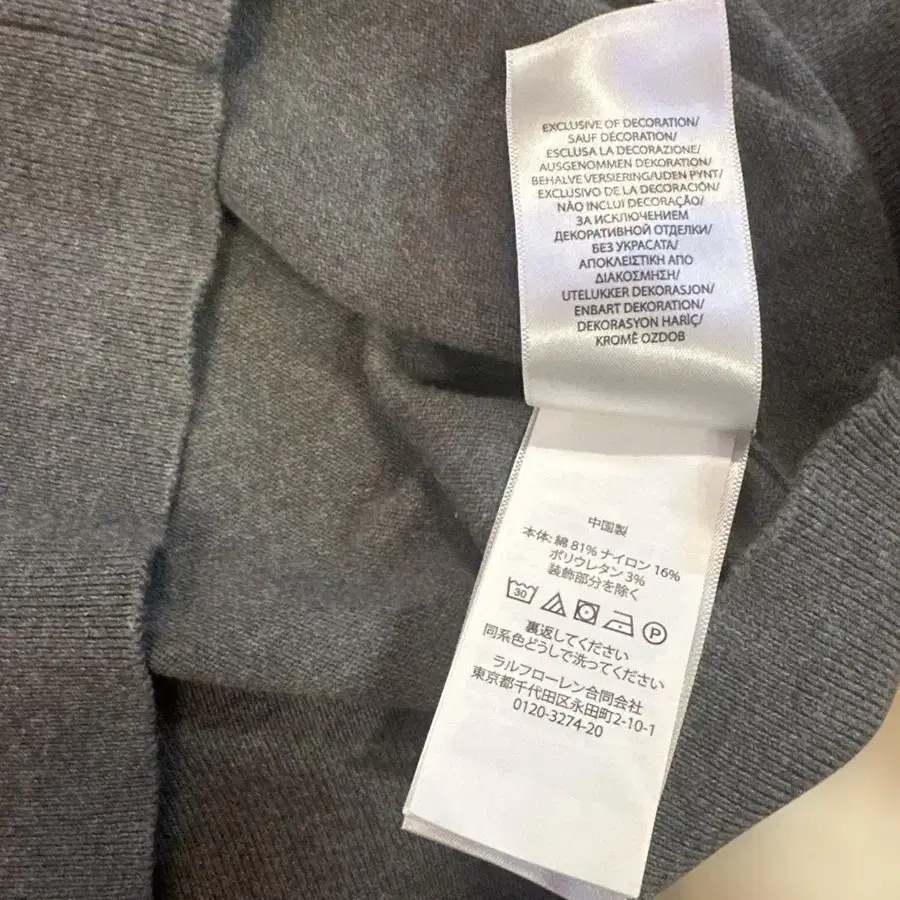 EXCLUSIVE OF DECORATION/
SAUF DÉCORATION/
ESCLUSA LA DECORAZIONE/
AUSGENOMMEN DEKORATION/
BEHALVE VERSIERING/UDEN PYNT/
EXCLUSIVO DE LA DECORACIÓN/
NÃO INCLUI DECORAÇÃO/
ЗА ИСКЛЮЧЕНИЕМ
ДЕКОРАТИВНОЙ ОТДЕЛКИ/
БЕЗ УКРАСАТА/
ΑΠΟΚΛΕΙΣΤΙΚΗ ΑΠΟ
ΔΙΑΚΟΣΜΗΣΗ/
UTELUKKER DEKORASJON/
ENBART DEKORATION/
DEKORASYON HARİÇ/
KROMĚ OZDOB
中国製
本体: 綿 81% ナイロン 16%
ポリウレタン 3%
装飾部分を除く
30 P
裏返してください
同系色どうしで洗ってください
ラルフローレン合同会社
東京都千代田区永田町2-10-1
0120-3274-20